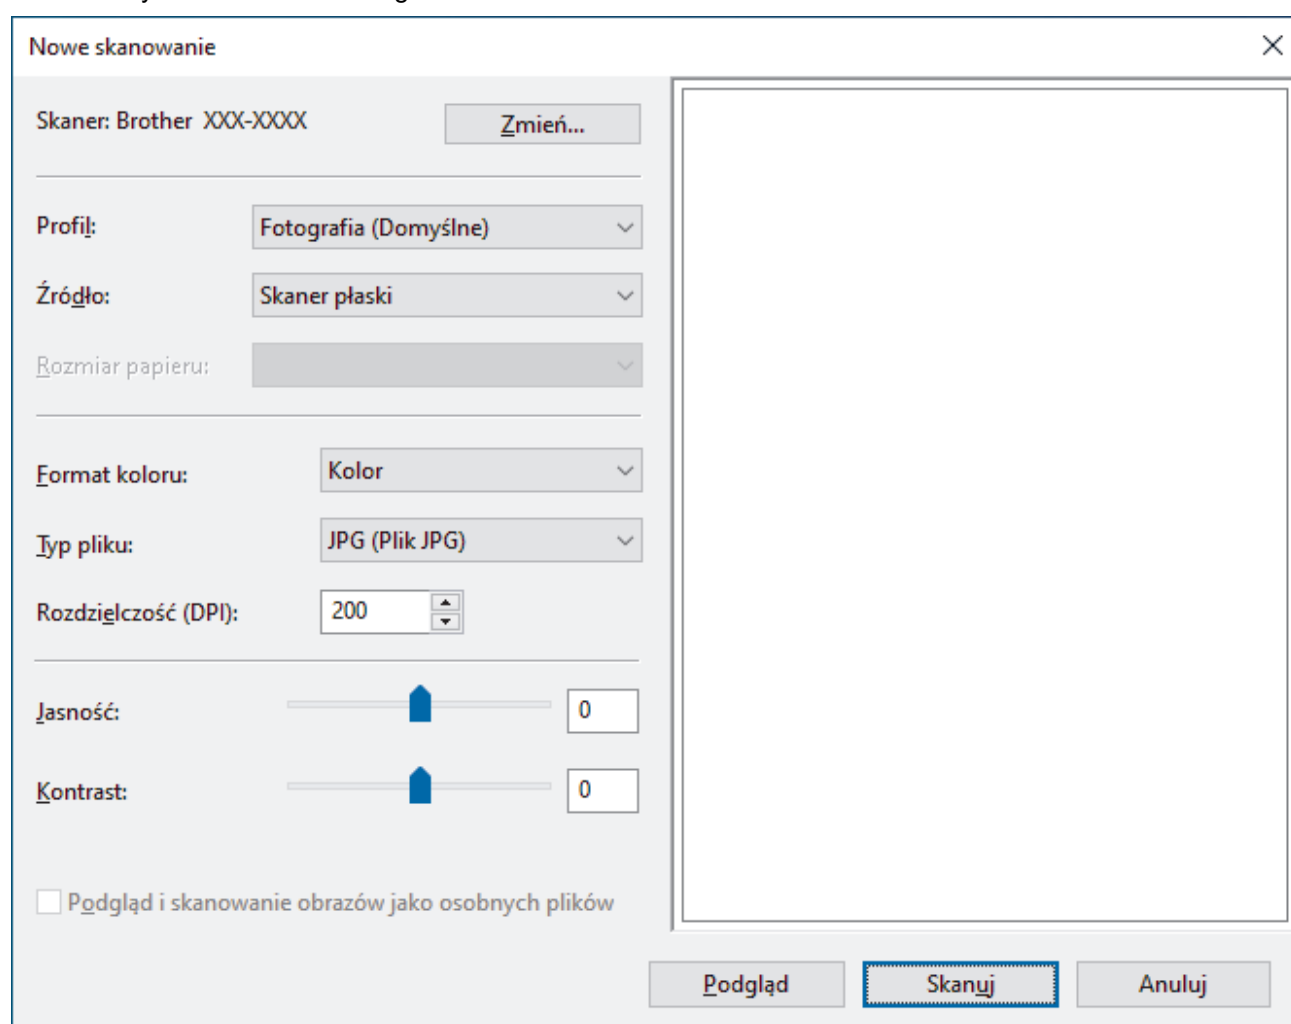 Nowe skanowanie
Skaner: Brother XXX-XXXX
Zmień...
Profil:
Fotografia (Domyślne)
Źródło:
Skaner płaski
Rozmiar papieru:
Format koloru:
Kolor
Typ pliku:
JPG (Plik JPG)
Rozdzielczość (DPI):
200
Jasność:
0
Kontrast:
0
Podgląd i skanowanie obrazów jako osobnych plików
Podgląd
Skanuj
Anuluj